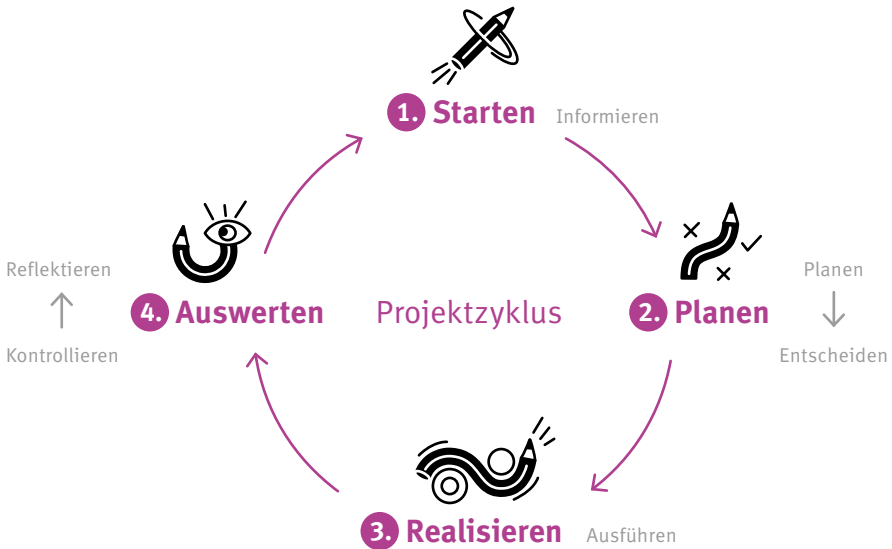 1. Starten Informieren
Reflektieren
Planen
4. Auswerten
Projektzyklus
2. Planen
Kontrollieren
Entscheiden
3. Realisieren Ausführen